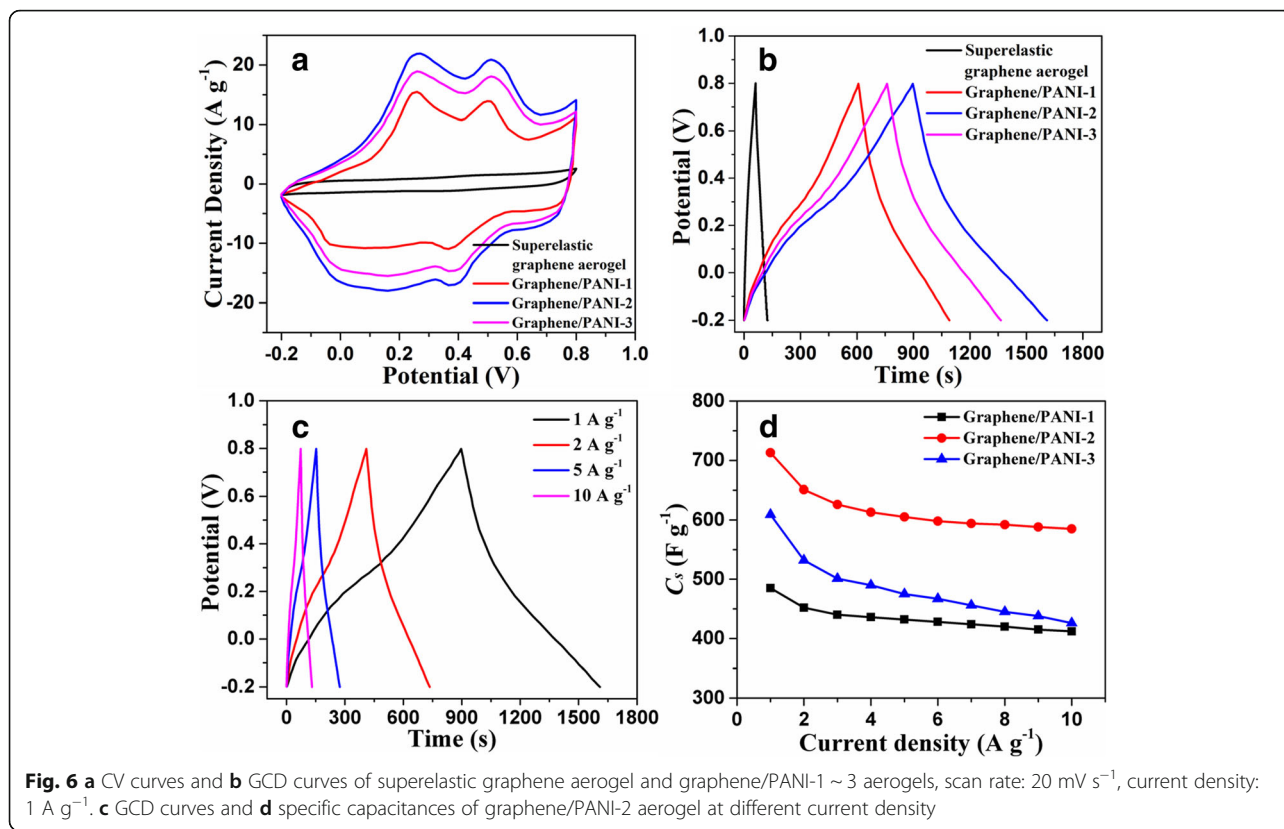 a
Current Density (A g⁻¹)
20
10
0
-10
-20
-0.2 0.0 0.2 0.4 0.6 0.8 1.0
Potential (V)
Superelastic
graphene aerogel
Graphene/PANI-1
Graphene/PANI-2
Graphene/PANI-3
b
Potential (V)
1.0
0.8
0.6
0.4
0.2
0.0
-0.2
0 300 600 900 1200 1500 1800
Time (s)
Superelastic
graphene aerogel
Graphene/PANI-1
Graphene/PANI-2
Graphene/PANI-3
c
Potential (V)
1.0
0.8
0.6
0.4
0.2
0.0
-0.2
0 300 600 900 1200 1500 1800
Time (s)
1 A g⁻¹
2 A g⁻¹
5 A g⁻¹
10 A g⁻¹
d
Cs (F g⁻¹)
800
700
600
500
400
300
0 2 4 6 8 10
Current density (A g⁻¹)
Graphene/PANI-1
Graphene/PANI-2
Graphene/PANI-3
Fig. 6 a CV curves and b GCD curves of superelastic graphene aerogel and graphene/PANI-1 ~ 3 aerogels, scan rate: 20 mV s⁻¹, current density:
1 A g⁻¹. c GCD curves and d specific capacitances of graphene/PANI-2 aerogel at different current density